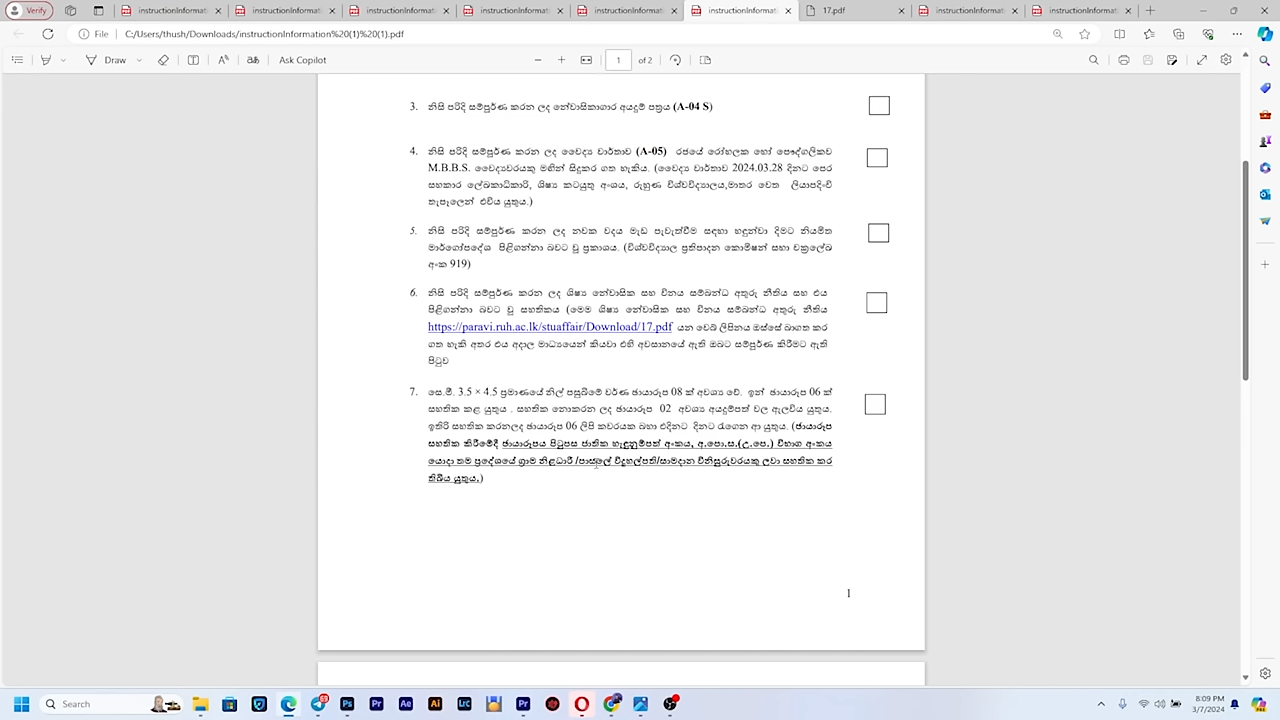 Verify
instructionInformati
instructionInformati
instructionInformati
instructionInformati
instructionInformati
instructionInformati
17.pdf
instructionInformati
instructionInformati
File
C:/Users/thush/Downloads/instructionInformation%20(1)%20(1).pdf
Draw
Ask Copilot
1
of 2
3. නිසි පරිදි සම්පූර්ණ කරන ලද නේවාසිකාගාර අයදුම් පත්‍රය (A-04 S)
4. නිසි පරිදි සම්පූර්ණ කරන ලද වෛද්‍ය වාර්තාව (A-05) රජයේ රෝහලක හෝ පෞද්ගලිකව
M.B.B.S. වෛද්‍යවරයකු මඟින් සිදුකර ගත හැකිය. (වෛද්‍ය වාර්තාව 2024.03.28 දිනට පෙර
සහකාර ලේඛකාධිකාරි, ශිෂ්‍ය කටයුතු අංශය, රුහුණ විශ්වවිද්‍යාලය,මාතර වෙත ලියාපදිංචි
තැපෑලෙන් එවිය යුතුය.)
5. නිසි පරිදි සම්පූර්ණ කරන ලද නවක වදය මැඩ පැවැත්වීම සඳහා හඳුන්වා දිමට නියමිත
මාර්ගෝපදේශ පිළිගන්නා බවට වු ප්‍රකාශය. (විශ්වවිද්‍යාල ප්‍රතිපාදන කොමිෂන් සභා චක්‍රලේඛ
අංක 919)
6. නිසි පරිදි සම්පුර්ණ කරන ලද ශිෂ්‍ය නේවාසික සහ විනය සම්බන්ධ අතුරු නීතිය සහ එය
පිළිගන්නා බවට වු සහතිකය (මෙම ශිෂ්‍ය නේවාසික සහ විනය සම්බන්ධ අතුරු නීතිය
https://paravi.ruh.ac.lk/stuaffair/Download/17.pdf යන වෙබ් ලිපිනය ඔස්සේ බාගත කර
ගත හැකි අතර එය අදාල මාධ්‍යයෙන් කියවා එහි අවසානයේ ඇති ඔබට සම්පූර්ණ කිරීමට ඇති
පිටුව
7. සෙ.මී. 3.5 × 4.5 ප්‍රමාණයේ නිල් පසුබිමේ වර්ණ ඡායාරූප 08 ක් අවශ්‍ය වේ. ඉන් ඡායාරූප 06 ක්
සහතික කළ යුතුය . සහතික නොකරන ලද ඡායාරූප 02 අවශ්‍ය අයදුම්පත් වල ඇලවිය යුතුය.
ඉතිරි සහතික කරනලද ඡායාරූප 06 ලිපි කවරයක බහා එදිනට දිනට රැගෙන ආ යුතුය. (ඡායාරූප
සහතික කිරීමේදී ඡායාරූපය පිටුපස ජාතික හැඳුනුම්පත් අංකය, අ.පො.ස.(උ.පෙ.) විභාග අංකය
යොදා තම ප්‍රදේශයේ ග්‍රාම නිළධාරී /පාසලේ විදුහල්පති/සාමදාන විනිසුරුවරයකු ලවා සහතික කර
තිබිය යුතුය.)
1
Search
8:09 PM
3/7/2024